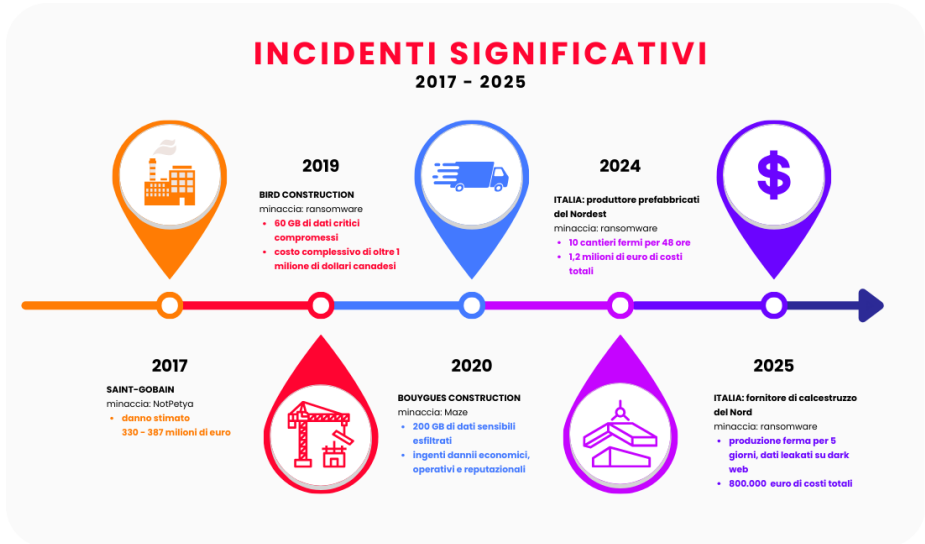 INCIDENTI SIGNIFICATIVI
2017 - 2025
2017
SAINT-GOBAIN
minaccia: NotPetya
• danno stimato
330 - 387 milioni di euro
2019
BIRD CONSTRUCTION
minaccia: ransomware
• 60 GB di dati critici
compromessi
• costo complessivo di oltre 1
milione di dollari canadesi
2020
BOUYGUES CONSTRUCTION
minaccia: Maze
• 200 GB di dati sensibili
esfiltrati
• ingenti dannii economici,
operativi e reputazionali
2024
ITALIA: produttore prefabbricati
del Nordest
minaccia: ransomware
• 10 cantieri fermi per 48 ore
• 1,2 milioni di euro di costi
totali
$
2025
ITALIA: fornitore di calcestruzzo
del Nord
minaccia: ransomware
• produzione ferma per 5
giorni, dati leakati su dark
web
• 800.000 euro di costi totali